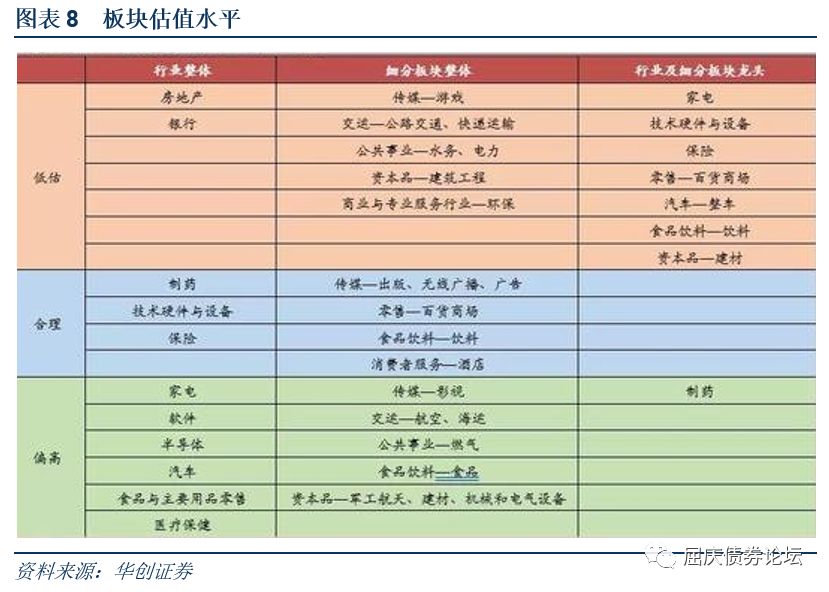 图表 8 板块估值水平
行业整体 细分板块整体 行业及细分板块龙头
低估 房地产 传媒—游戏 家电
银行 交运—公路交通、快递运输 技术硬件与设备
公共事业—水务、电力 保险
资本品—建筑工程 零售—百货商场
商业与专业服务行业—环保 汽车—整车
食品饮料—饮料
资本品—建材
合理 制药 传媒—出版、无线广播、广告
技术硬件与设备 零售—百货商场
保险 食品饮料—饮料
消费者服务—酒店
偏高 家电 传媒—影视 制药
软件 交运—航空、海运
半导体 公共事业—燃气
汽车 食品饮料—食品
食品与主要用品零售 资本品—军工航天、建材、机械和电气设备
医疗保健
资料来源：华创证券
屈庆债券论坛